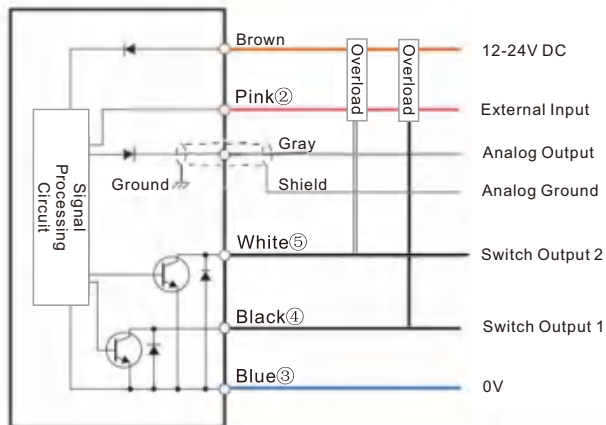 Brown
12-24V DC
Overload
Overload
Pink②
External Input
Gray
Analog Output
Signal
Processing
Circuit
Ground
Shield
Analog Ground
White⑤
Switch Output 2
Black④
Switch Output 1
Blue③
0V